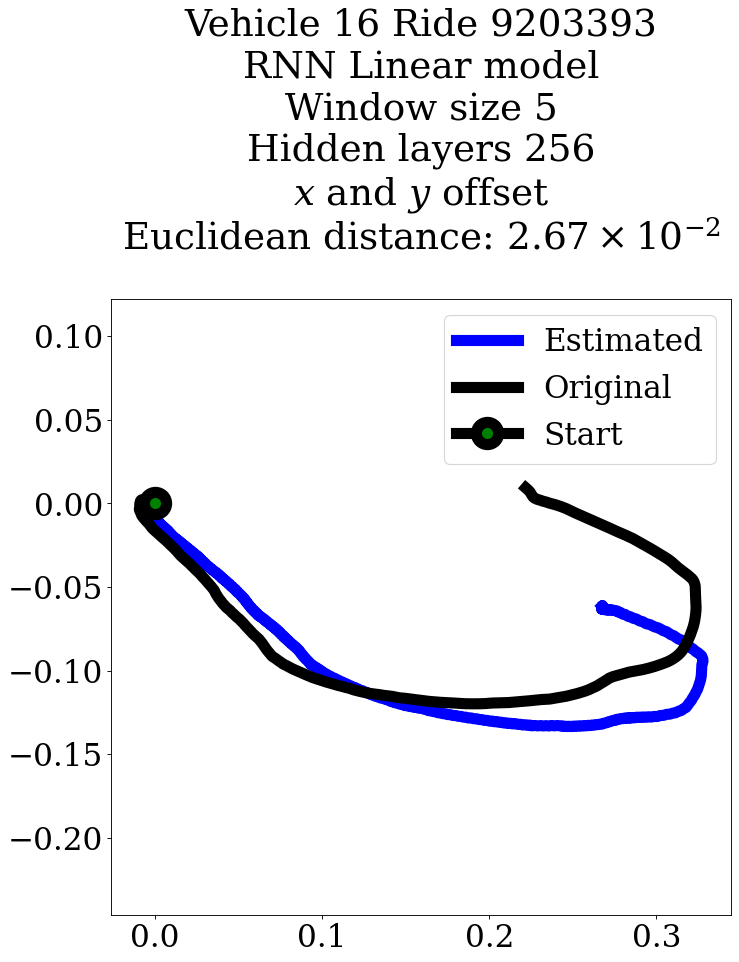 Vehicle 16 Ride 9203393
RNN Linear model
Window size 5
Hidden layers 256
x and y offset
Euclidean distance: 2.67 × 10⁻²
Estimated
Original
Start
0.10
0.05
0.00
−0.05
−0.10
−0.15
−0.20
0.0 0.1 0.2 0.3